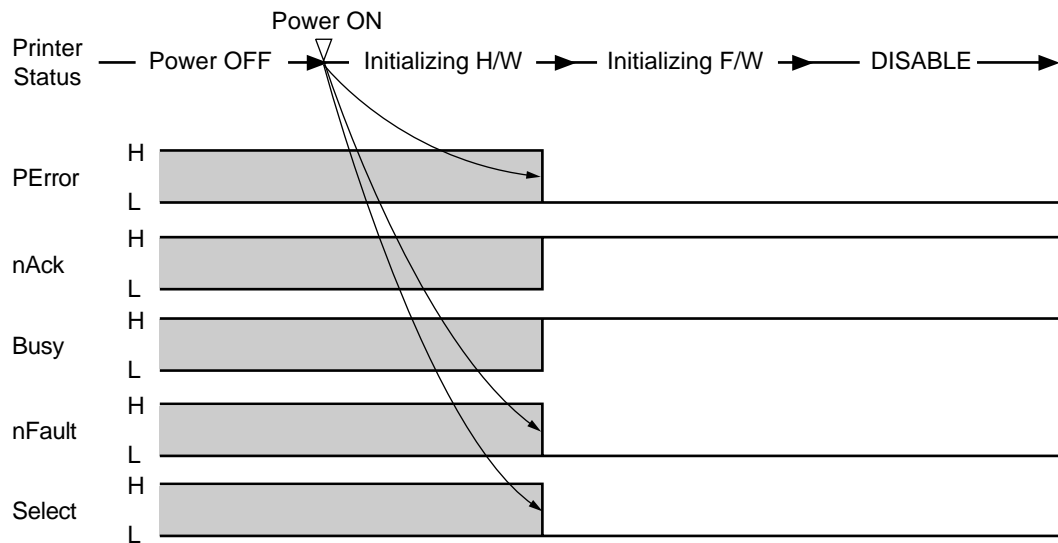 Power ON
Printer
Status
Power OFF
Initializing H/W
Initializing F/W
DISABLE
H
PError
L
H
nAck
L
H
Busy
L
H
nFault
L
H
Select
L